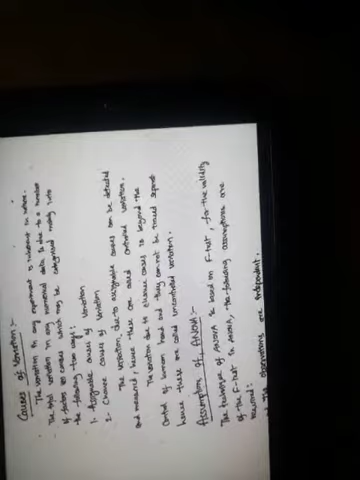 Causes of Variation :-
The variation in any experiment is inherent in nature.
The total variation in any numerical data is due to a number
of factors or causes which may be categorised mainly into
the following two ways:
1- Assignable causes of variation
2- Chance causes of variation
The variation due to assignable causes can be detected
and measured, hence these are called controlled variation.
The variation due to chance causes is beyond the
control of human hand and they can not be traced separate
hence these are called uncontrolled variation.
Assumption of ANOVA:-
The technique of ANOVA is based on F-test, for the validity
of the F-test in ANOVA, the following assumptions are
required:
The observations are independent.